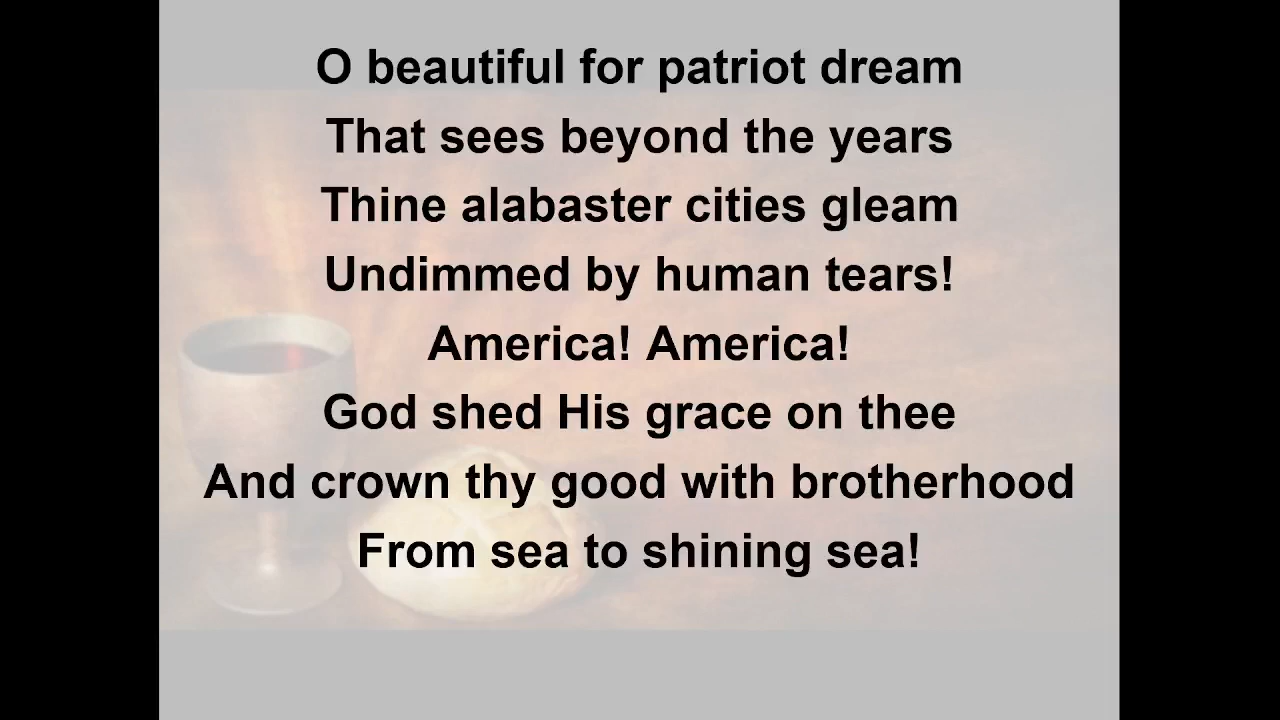 O beautiful for patriot dream
That sees beyond the years
Thine alabaster cities gleam
Undimmed by human tears!
America! America!
God shed His grace on thee
And crown thy good with brotherhood
From sea to shining sea!